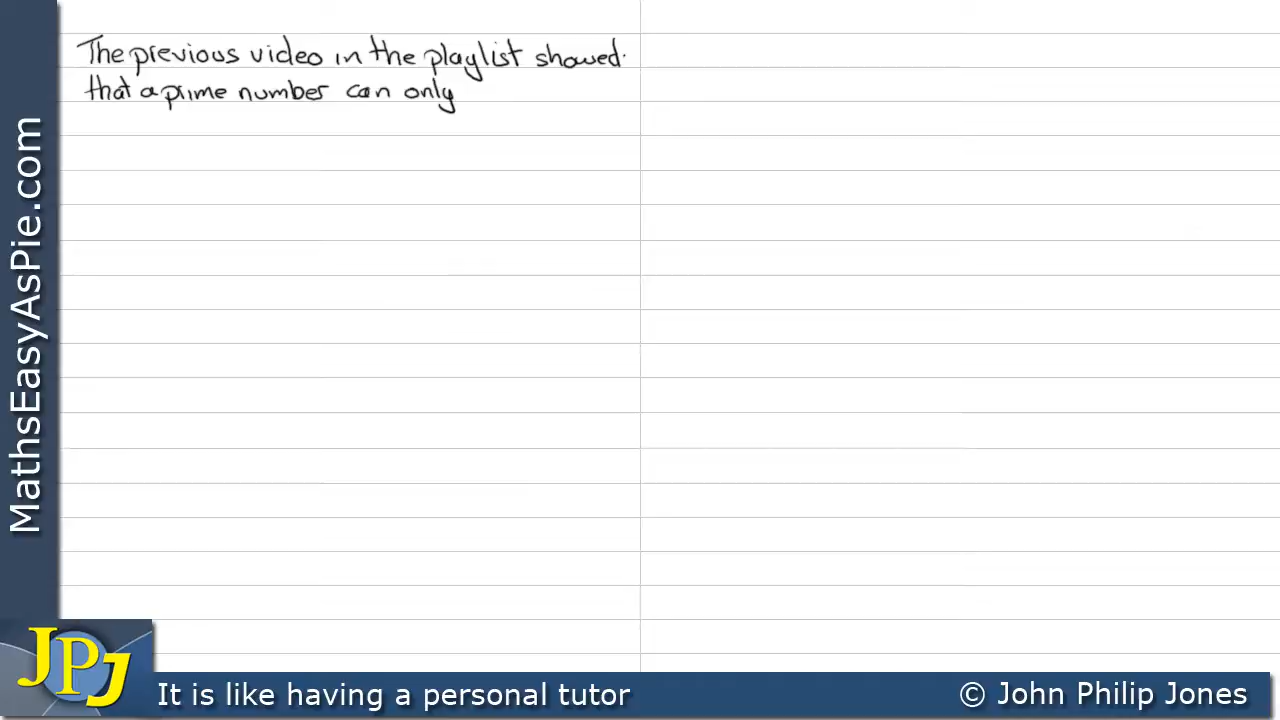 The previous video in the playlist showed
that a prime number can only
MathsEasyAsPie.com
JPJ
It is like having a personal tutor
© John Philip Jones